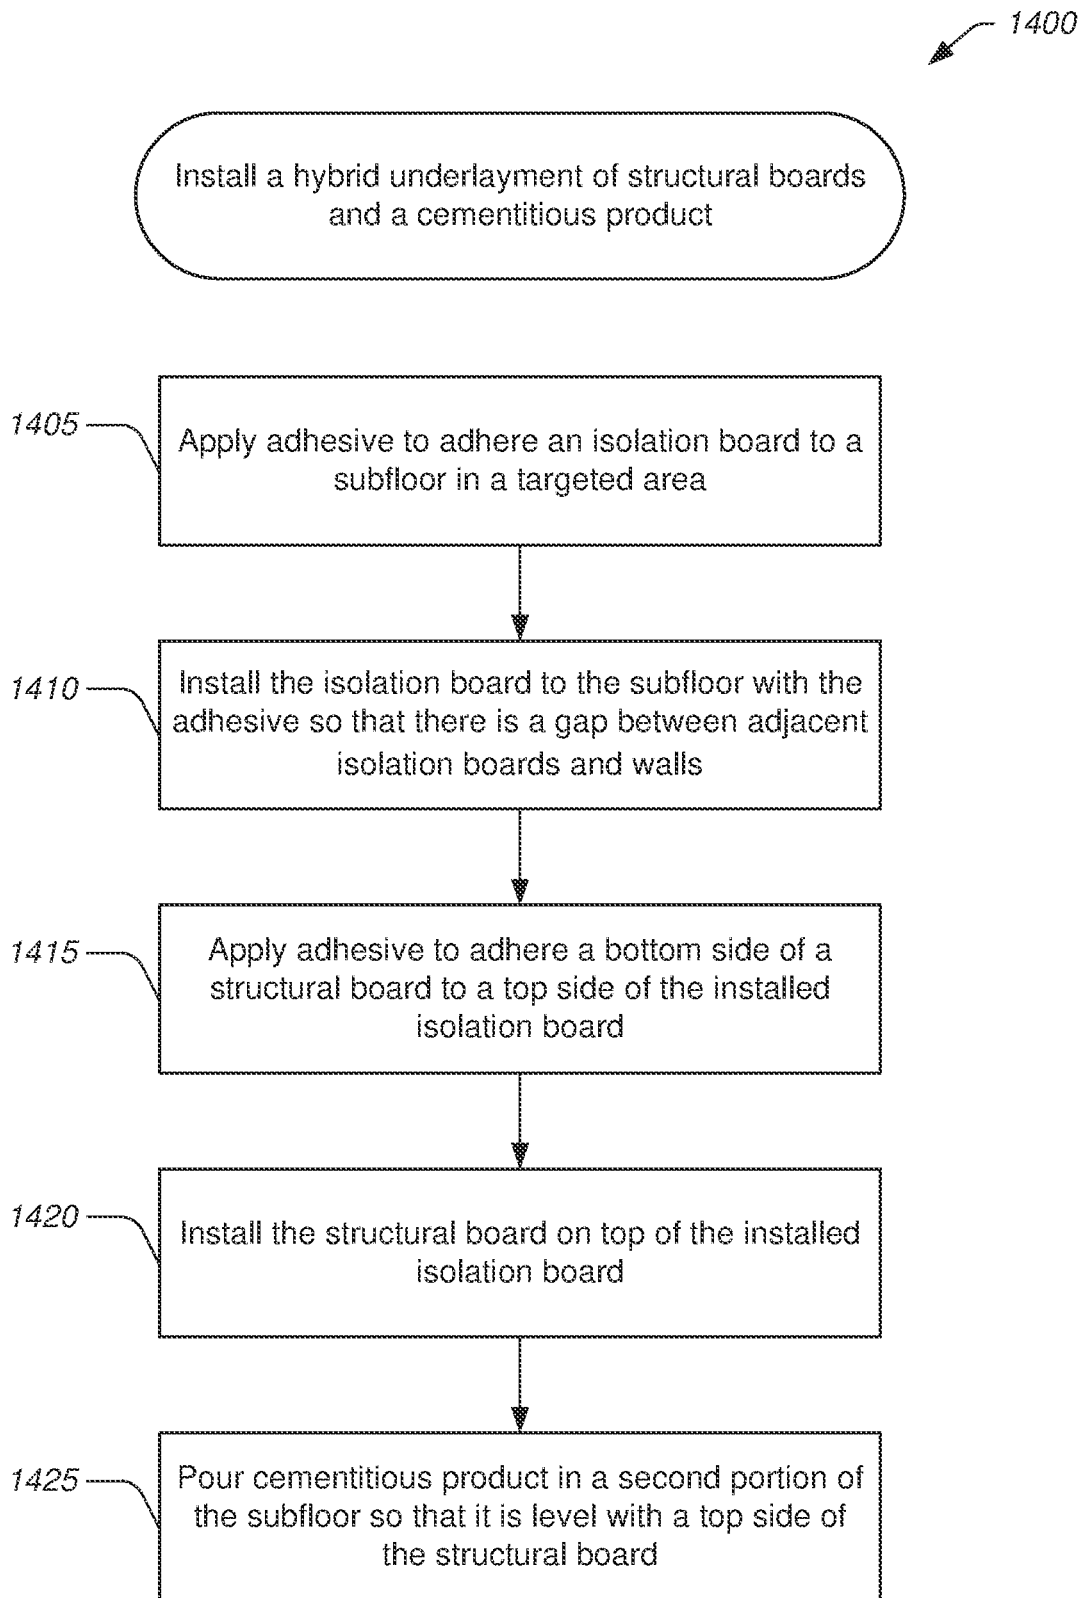 1400
Install a hybrid underlayment of structural boards
and a cementitious product
1405
Apply adhesive to adhere an isolation board to a
subfloor in a targeted area
1410
Install the isolation board to the subfloor with the
adhesive so that there is a gap between adjacent
isolation boards and walls
1415
Apply adhesive to adhere a bottom side of a
structural board to a top side of the installed
isolation board
1420
Install the structural board on top of the installed
isolation board
1425
Pour cementitious product in a second portion of
the subfloor so that it is level with a top side of
the structural board